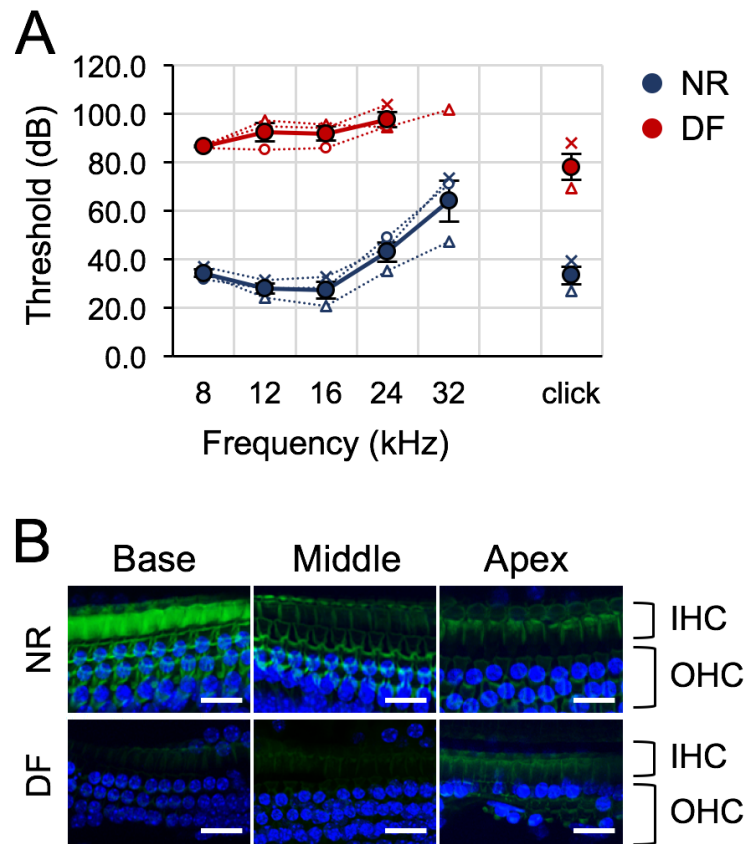 A
Threshold (dB)
120.0
100.0
80.0
60.0
40.0
20.0
0.0
8 12 16 24 32 click
Frequency (kHz)
NR
DF
B
Base Middle Apex
NR
IHC
OHC
DF
IHC
OHC